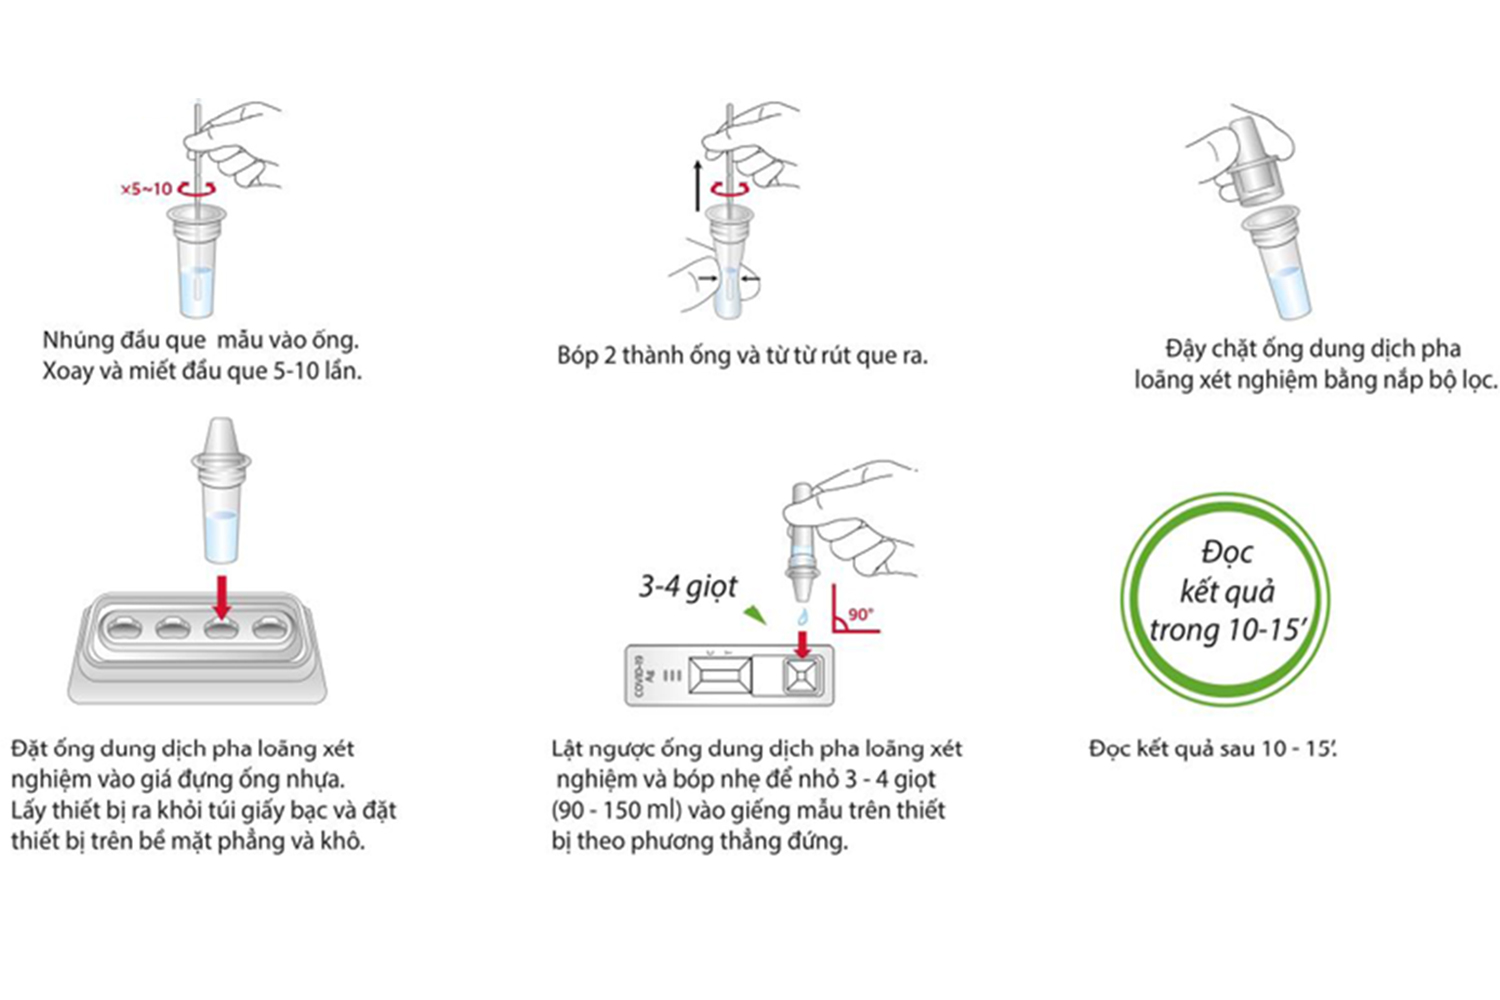 x5~10
Nhúng đầu que mẫu vào ống.
Xoay và miết đầu que 5-10 lần.
Bóp 2 thành ống và từ từ rút que ra.
Đậy chặt ống dung dịch pha
loãng xét nghiệm bằng nắp bộ lọc.
Đặt ống dung dịch pha loãng xét
nghiệm vào giá đựng ống nhựa.
Lấy thiết bị ra khỏi túi giấy bạc và đặt
thiết bị trên bề mặt phẳng và khô.
3-4 giọt
90°
COVID-19
Ag
C T
Lật ngược ống dung dịch pha loãng xét
nghiệm và bóp nhẹ để nhỏ 3 - 4 giọt
(90 - 150 ml) vào giếng mẫu trên thiết
bị theo phương thẳng đứng.
Đọc
kết quả
trong 10-15’
Đọc kết quả sau 10 - 15’.